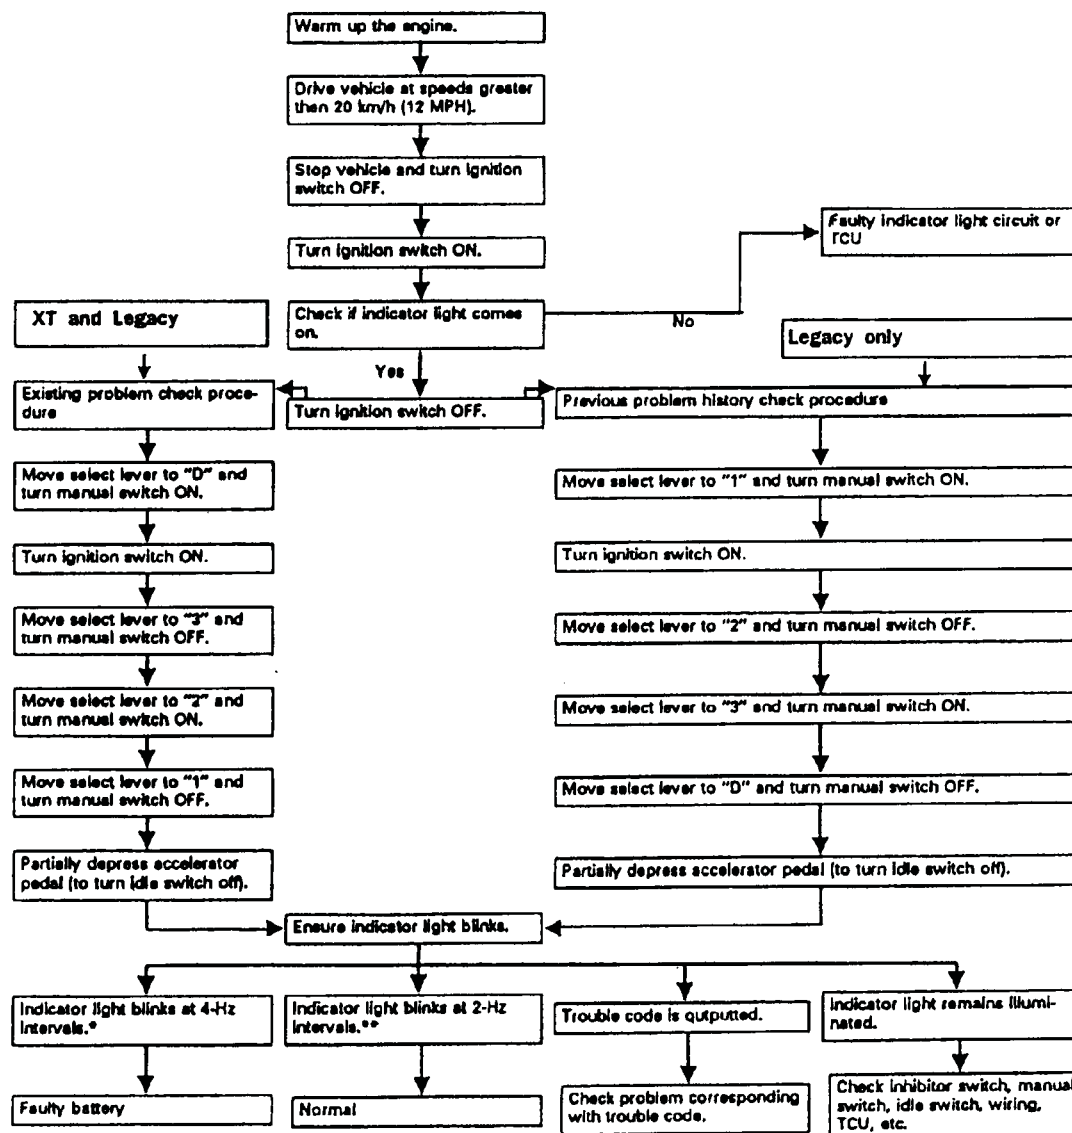 Warm up the engine.
Drive vehicle at speeds greater
then 20 km/h (12 MPH).
Stop vehicle and turn ignition
switch OFF.
Turn ignition switch ON.
Faulty indicator light circuit or
TCU
Check if indicator light comes
on.
No
Yes
XT and Legacy
Legacy only
Turn ignition switch OFF.
Existing problem check proce-
dure
Move select lever to "D" and
turn manual switch ON.
Turn ignition switch ON.
Move select lever to "3" and
turn manual switch OFF.
Move select lever to "2" and
turn manual switch ON.
Move select lever to "1" and
turn manual switch OFF.
Partially depress accelerator
pedal (to turn idle switch off).
Previous problem history check procedure
Move select lever to "1" and turn manual switch ON.
Turn ignition switch ON.
Move select lever to "2" and turn manual switch OFF.
Move select lever to "3" and turn manual switch ON.
Move select lever to "D" and turn manual switch OFF.
Partially depress accelerator pedal (to turn idle switch off).
Ensure indicator light blinks.
Indicator light blinks at 4-Hz
intervals.*
Faulty battery
Indicator light blinks at 2-Hz
intervals.**
Normal
Trouble code is outputted.
Check problem corresponding
with trouble code.
Indicator light remains illumi-
nated.
Check inhibitor switch, manual
switch, idle switch, wiring,
TCU, etc.